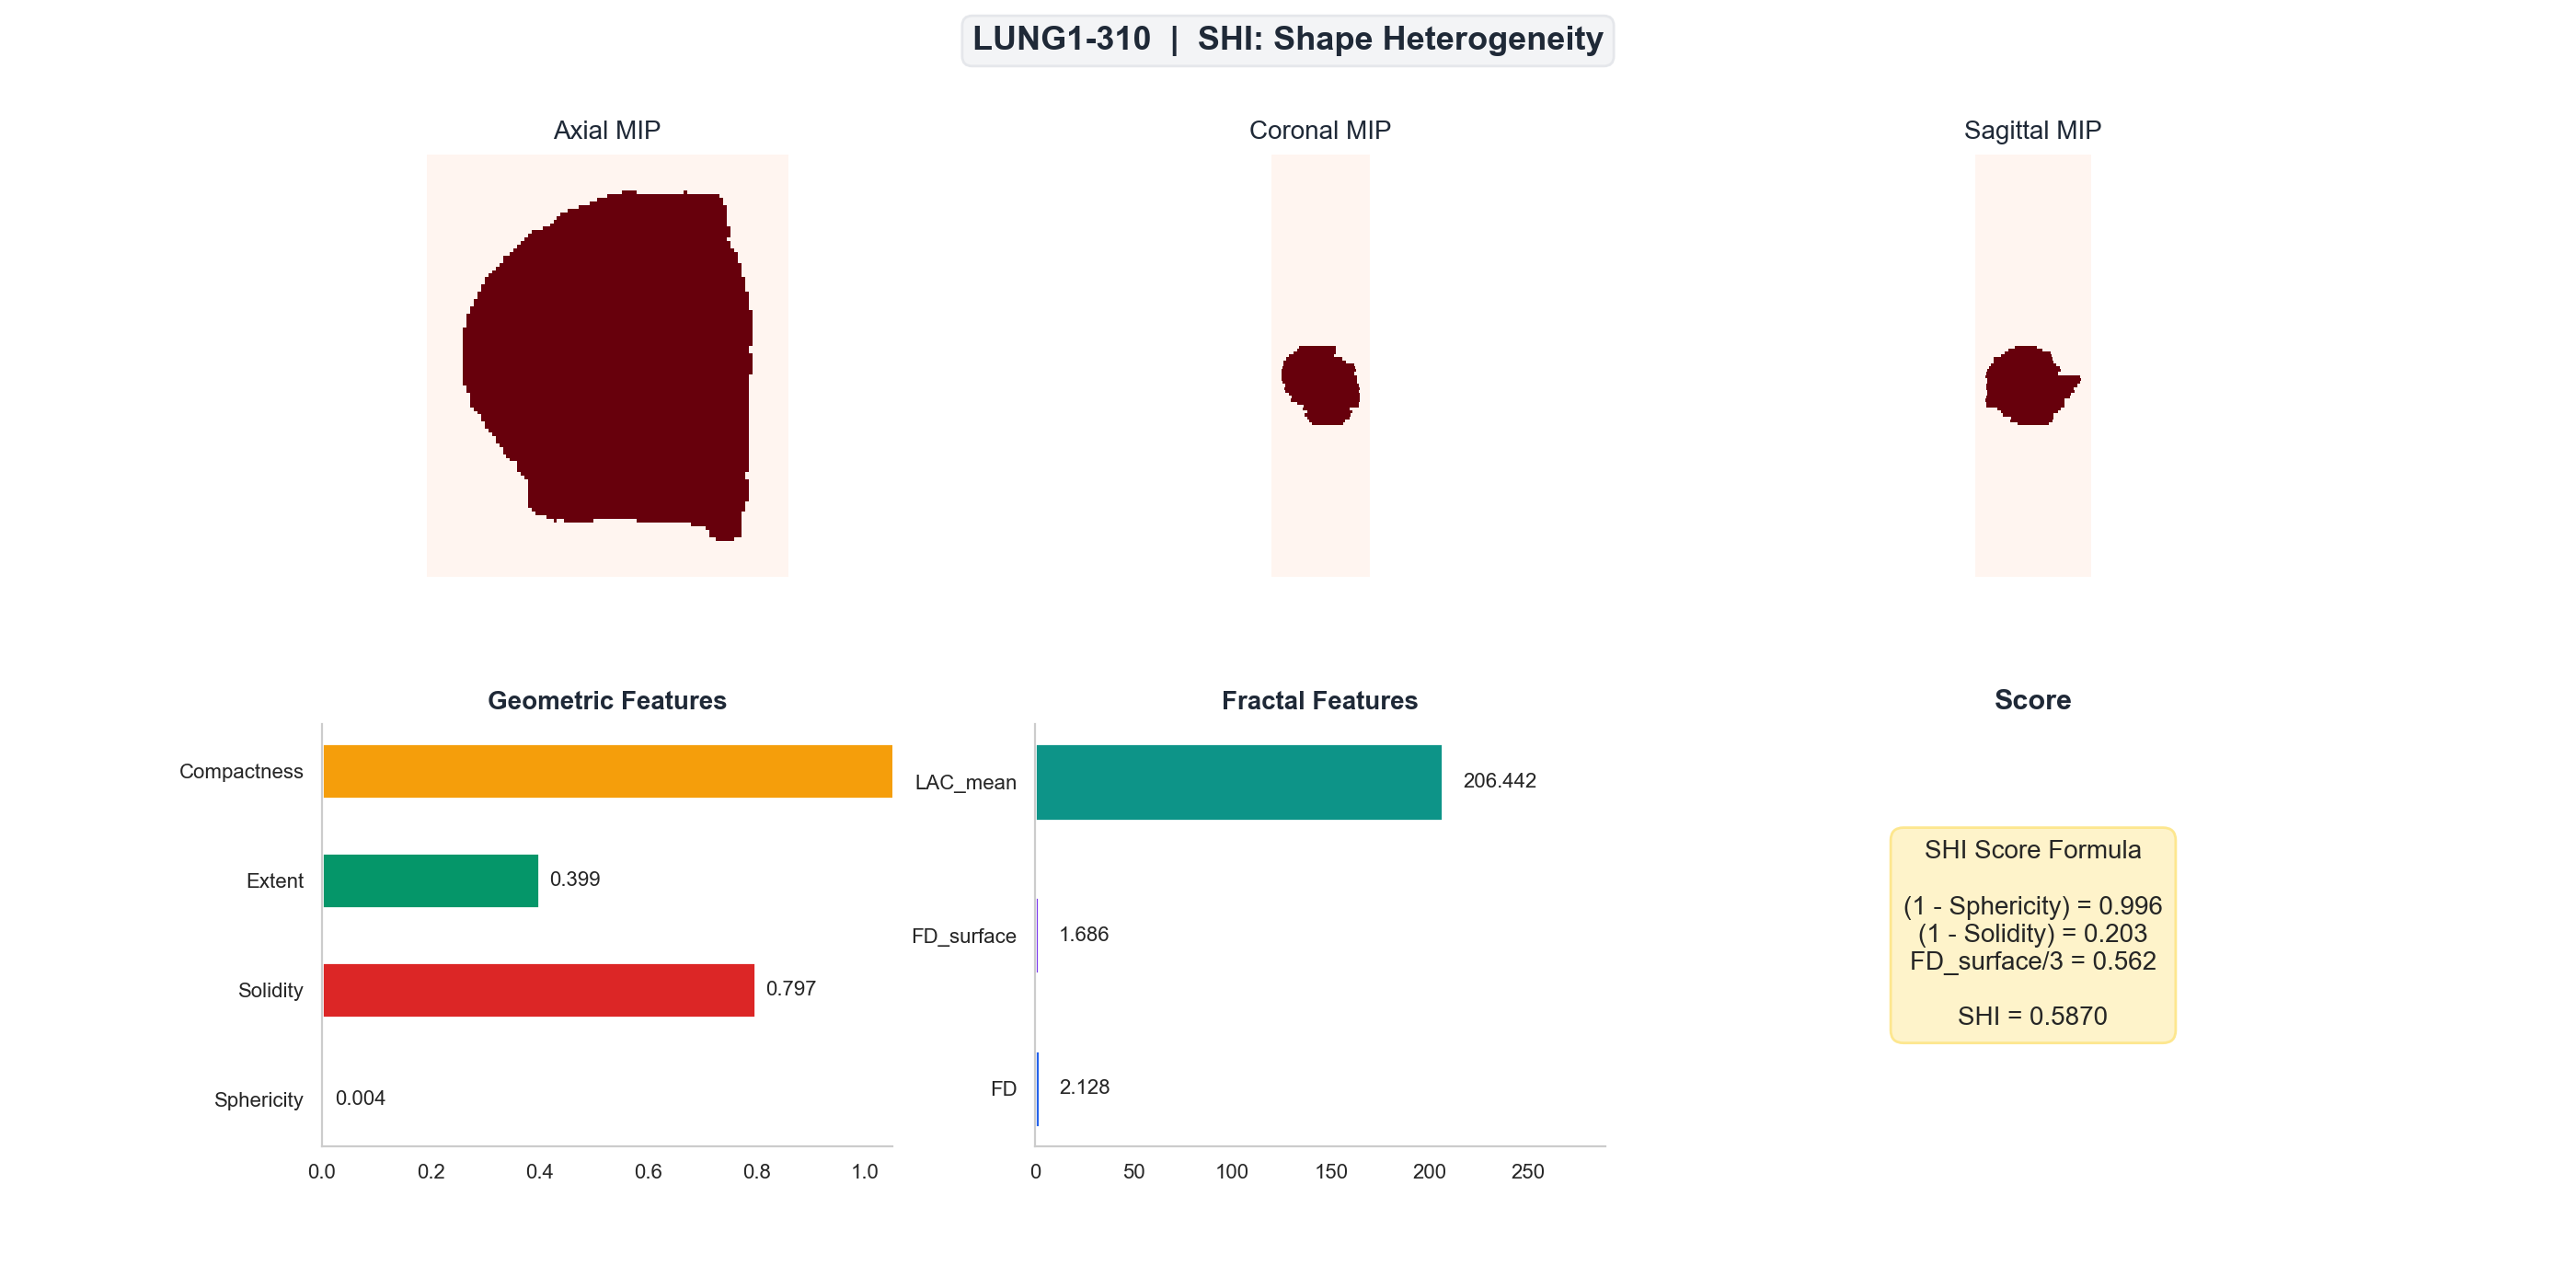 LUNG1-310 | SHI: Shape Heterogeneity
Axial MIP
Coronal MIP
Sagittal MIP
Geometric Features
Compactness
Extent
0.399
Solidity
0.797
Sphericity
0.004
0.0 0.2 0.4 0.6 0.8 1.0
Fractal Features
LAC_mean
206.442
FD_surface
1.686
FD
2.128
0 50 100 150 200 250
Score
SHI Score Formula
(1 - Sphericity) = 0.996
(1 - Solidity) = 0.203
FD_surface/3 = 0.562
SHI = 0.5870